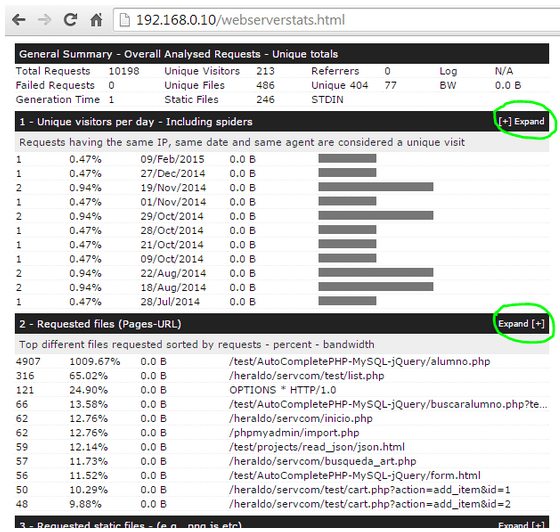 192.168.0.10/webserverstats.html
General Summary - Overall Analysed Requests - Unique totals
Total Requests 10198 Unique Visitors 213 Referrers 0 Log N/A
Failed Requests 0 Unique Files 486 Unique 404 77 BW 0.0 B
Generation Time 1 Static Files 246 STDIN
1 - Unique visitors per day - Including spiders [+] Expand
Requests having the same IP, same date and same agent are considered a unique visit
1 0.47% 09/Feb/2015 0.0 B
1 0.47% 27/Dec/2014 0.0 B
2 0.94% 19/Nov/2014 0.0 B
1 0.47% 01/Nov/2014 0.0 B
2 0.94% 29/Oct/2014 0.0 B
1 0.47% 28/Oct/2014 0.0 B
1 0.47% 21/Oct/2014 0.0 B
1 0.47% 09/Oct/2014 0.0 B
2 0.94% 22/Aug/2014 0.0 B
2 0.94% 18/Aug/2014 0.0 B
1 0.47% 28/Jul/2014 0.0 B
2 - Requested files (Pages-URL) Expand [+]
Top different files requested sorted by requests - percent - bandwidth
4907 1009.67% 0.0 B /test/AutoCompletePHP-MySQL-jQuery/alumno.php
316 65.02% 0.0 B /heraldo/servcom/test/list.php
121 24.90% 0.0 B OPTIONS * HTTP/1.0
66 13.58% 0.0 B /test/AutoCompletePHP-MySQL-jQuery/buscaralumno.php?te...
62 12.76% 0.0 B /heraldo/servcom/inicio.php
62 12.76% 0.0 B /phpmyadmin/import.php
59 12.14% 0.0 B /test/projects/read_json/json.html
57 11.73% 0.0 B /heraldo/servcom/busqueda_art.php
56 11.52% 0.0 B /test/AutoCompletePHP-MySQL-jQuery/form.html
50 10.29% 0.0 B /heraldo/servcom/test/cart.php?action=add_item&id=1
48 9.88% 0.0 B /heraldo/servcom/test/cart.php?action=add_item&id=2
3 - Requested static files - (e.g., png,js etc) Expand [+]